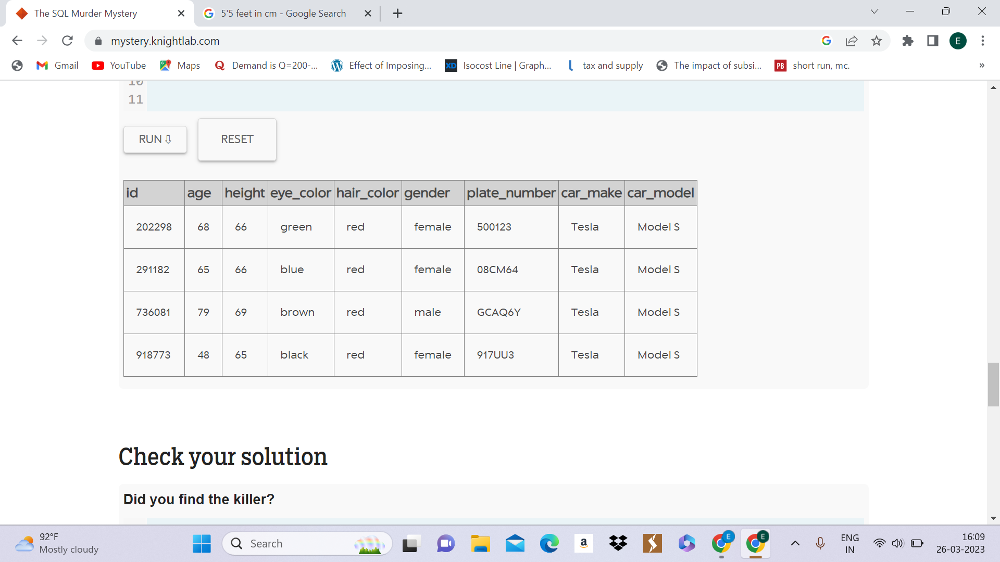 The SQL Murder Mystery
5'5 feet in cm - Google Search
mystery.knightlab.com
E
Gmail
YouTube
Maps
Demand is Q=200-...
Effect of Imposing...
XD Isocost Line | Graph...
tax and supply
The impact of subsi...
PB short run, mc.
»
10
11
RUN ⇩
RESET
id age height eye_color hair_color gender plate_number car_make car_model
202298 68 66 green red female 500123 Tesla Model S
291182 65 66 blue red female 08CM64 Tesla Model S
736081 79 69 brown red male GCAQ6Y Tesla Model S
918773 48 65 black red female 917UU3 Tesla Model S
Check your solution
Did you find the killer?
92°F
Mostly cloudy
Search
a
E
E
ENG
IN
16:09
26-03-2023